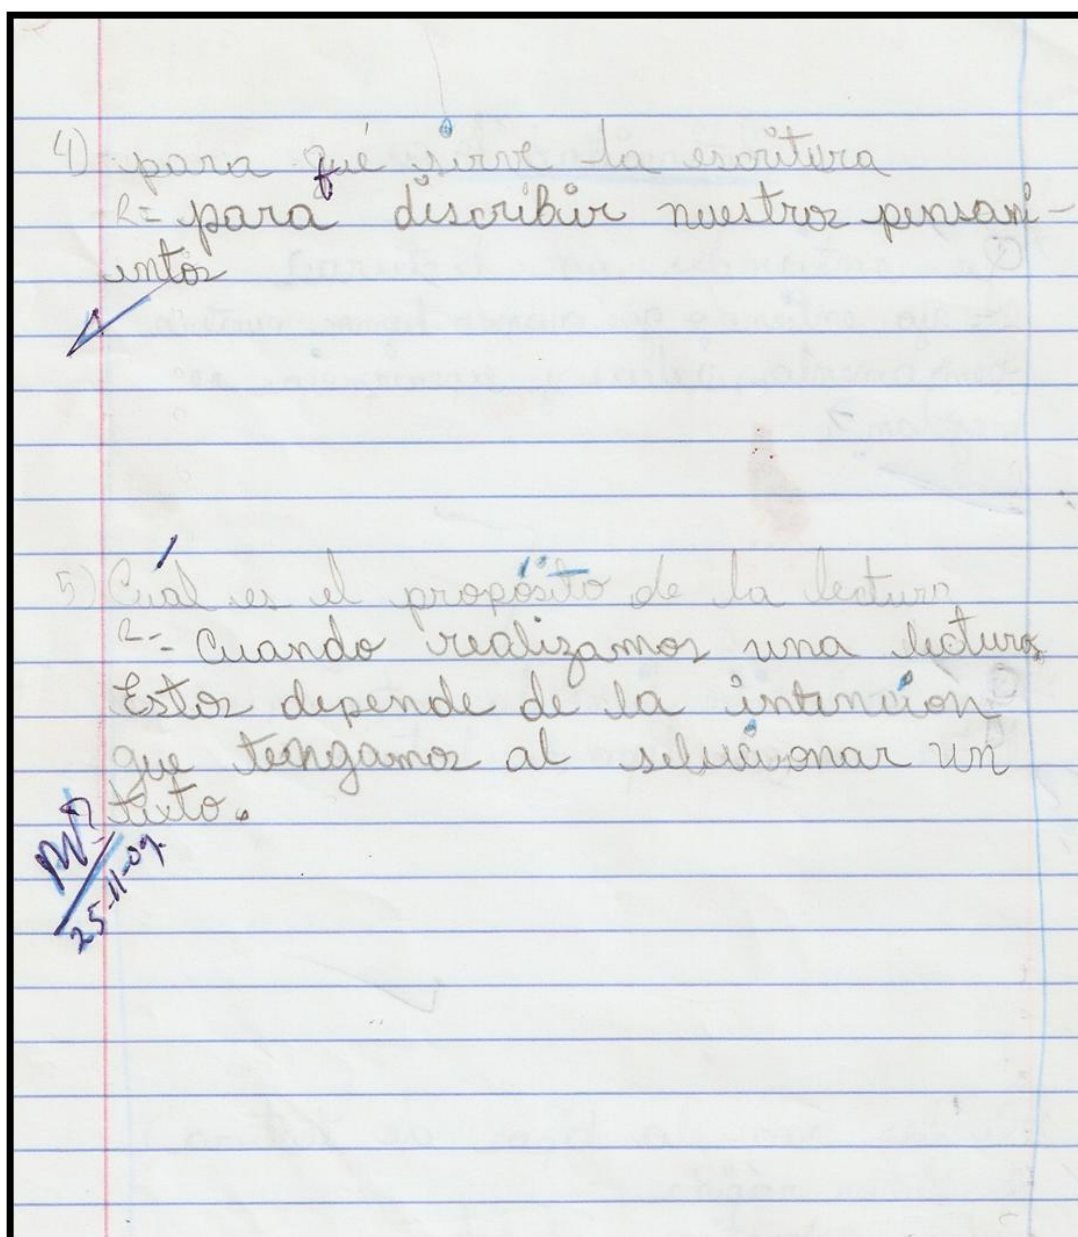 4) para qué sirve la escritura
R= para describir nuestros pensami-
entos
5) Cuál es el propósito de la lectura
R= Cuando realizamos una lectura
Estos depende de la intención
que tengamos al seleccionar un
texto.
25-11-09.